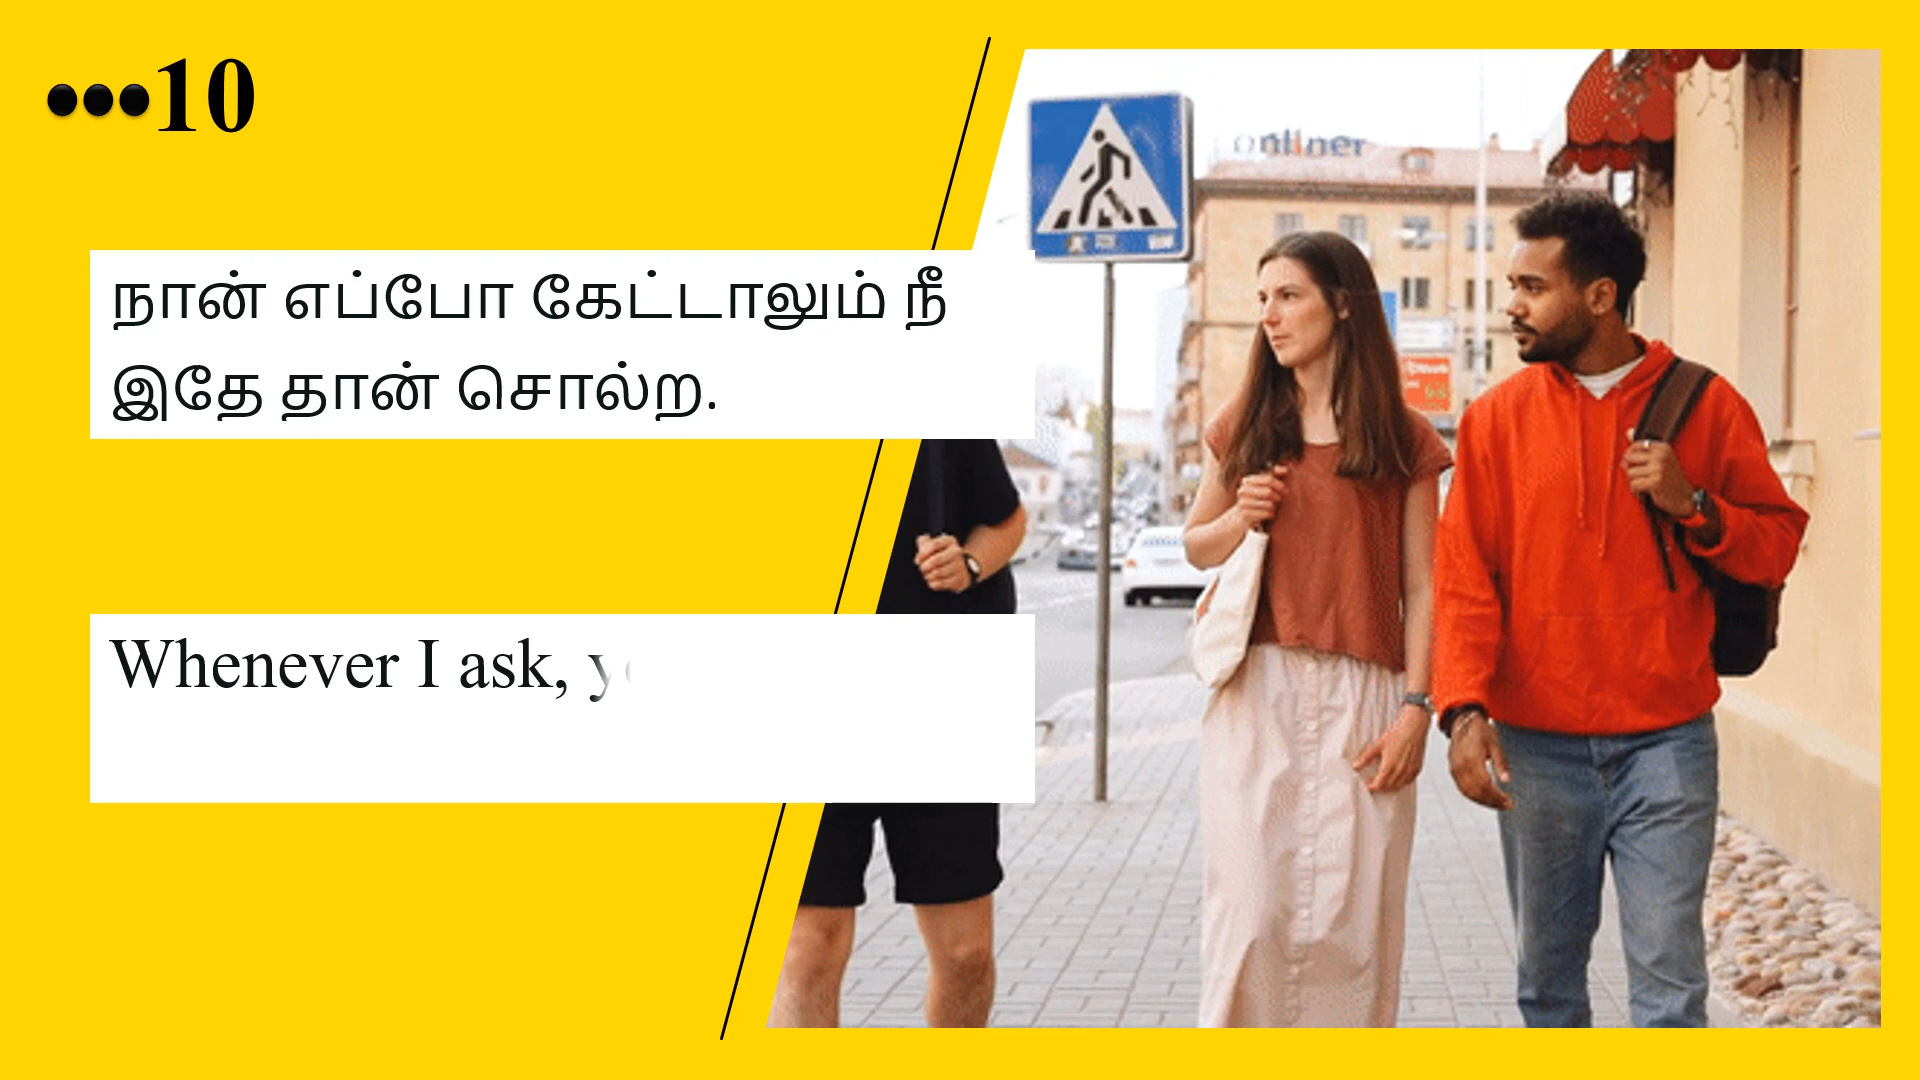 •••10
நான் எப்போ கேட்டாலும் நீ
இதே தான் சொல்ற.
Whenever I ask,
onliner